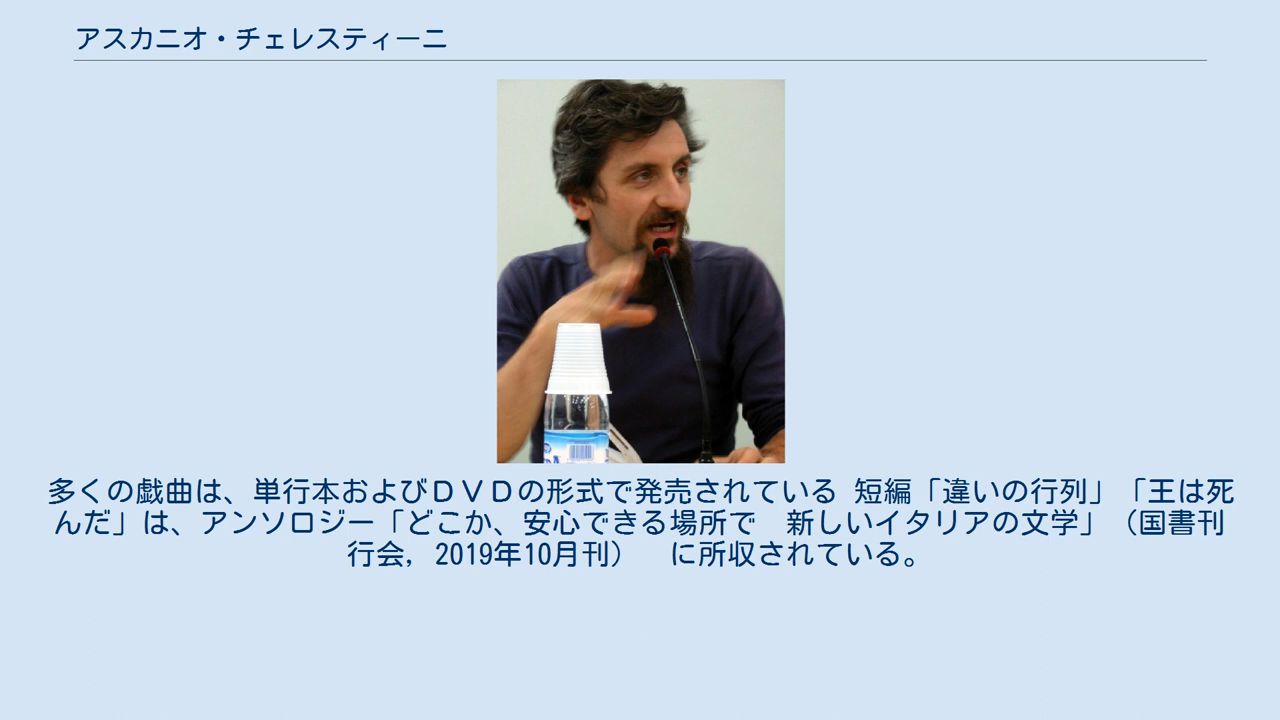 アスカニオ・チェレスティーニ
多くの戯曲は、単行本およびＤＶＤの形式で発売されている 短編「違いの行列」「王は死
んだ」は、アンソロジー「どこか、安心できる場所で　新しいイタリアの文学」（国書刊
行会, 2019年10月刊）　に所収されている。